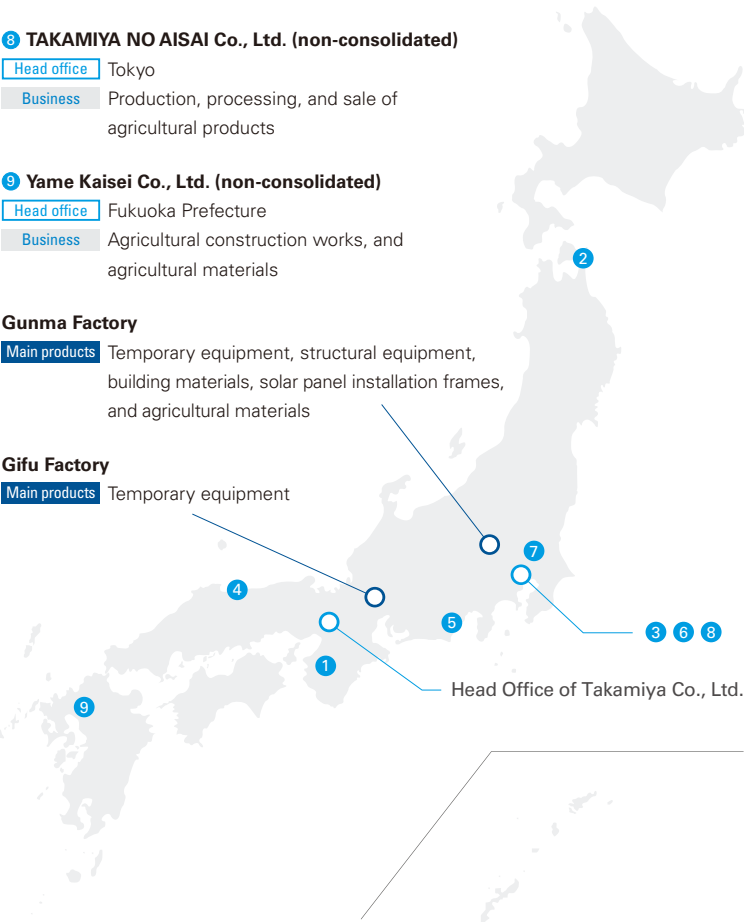 8 TAKAMIYA NO AISAI Co., Ltd. (non-consolidated)
Head office Tokyo
Business Production, processing, and sale of
agricultural products
9 Yame Kaisei Co., Ltd. (non-consolidated)
Head office Fukuoka Prefecture
Business Agricultural construction works, and
agricultural materials
Gunma Factory
Main products Temporary equipment, structural equipment,
building materials, solar panel installation frames,
and agricultural materials
Gifu Factory
Main products Temporary equipment
2
7
4
5
3 6 8
1
Head Office of Takamiya Co., Ltd.
9